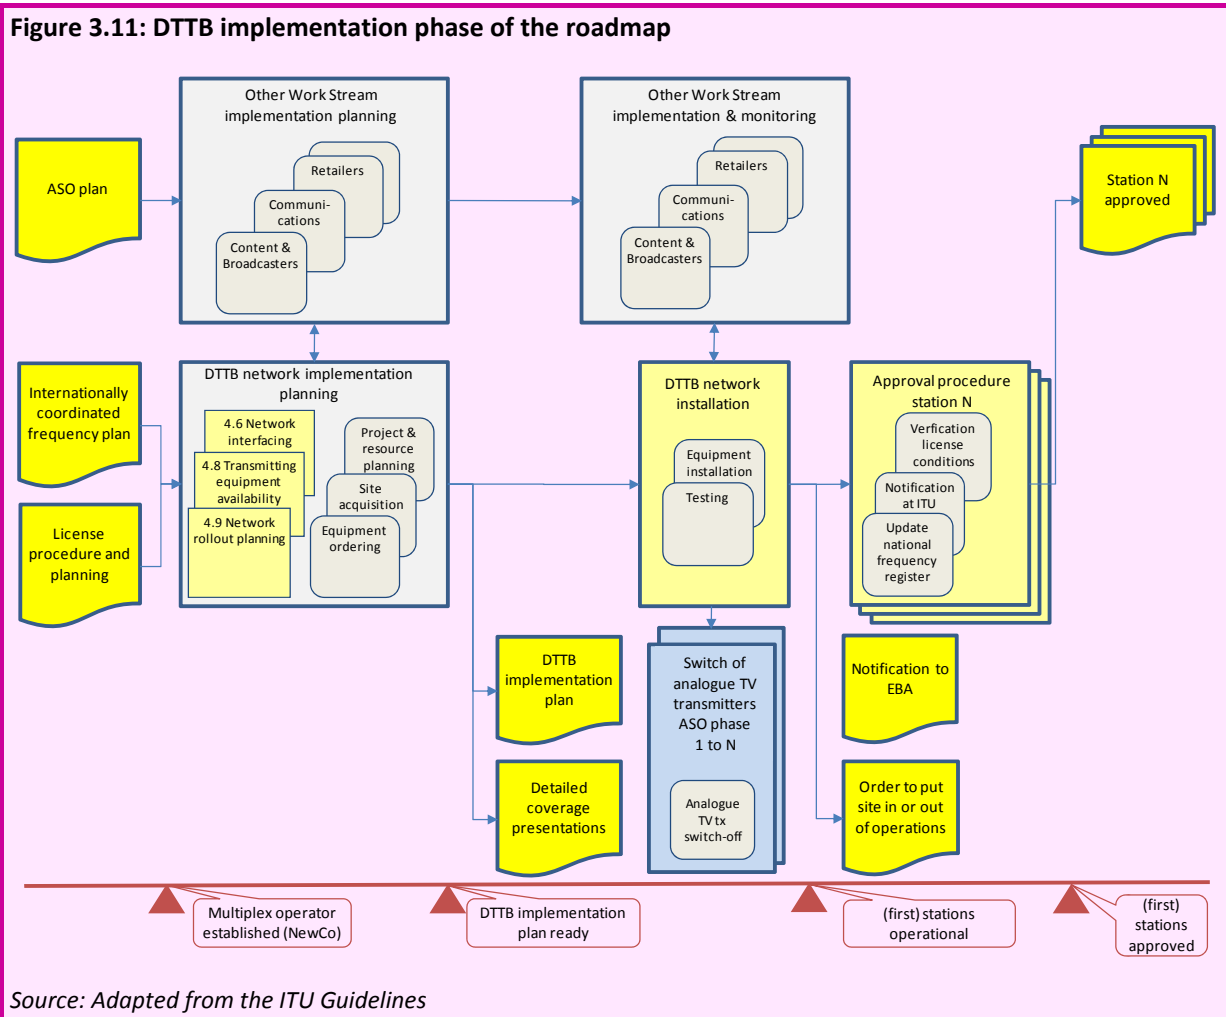 Figure 3.11: DTTB implementation phase of the roadmap
ASO plan
Other Work Stream
implementation planning
Retailers
Communi-
cations
Content &
Broadcasters
Other Work Stream
implementation & monitoring
Retailers
Communi-
cations
Content &
Broadcasters
Station N
approved
Internationally
coordinated
frequency plan
License
procedure and
planning
DTTB network implementation
planning
4.6 Network
interfacing
4.8 Transmitting
equipment
availability
4.9 Network
rollout planning
Project &
resource
planning
Site
acquisition
Equipment
ordering
DTTB network
installation
Equipment
installation
Testing
Approval procedure
station N
Verfication
license
conditions
Notification
at ITU
Update
national
frequency
register
DTTB
implementation
plan
Detailed
coverage
presentations
Switch of
analogue TV
transmitters
ASO phase
1 to N
Analogue
TV tx
switch-off
Notification to
EBA
Order to put
site in or out
of operations
Multiplex operator
established (NewCo)
DTTB implementation
plan ready
(first) stations
operational
(first)
stations
approved
Source: Adapted from the ITU Guidelines